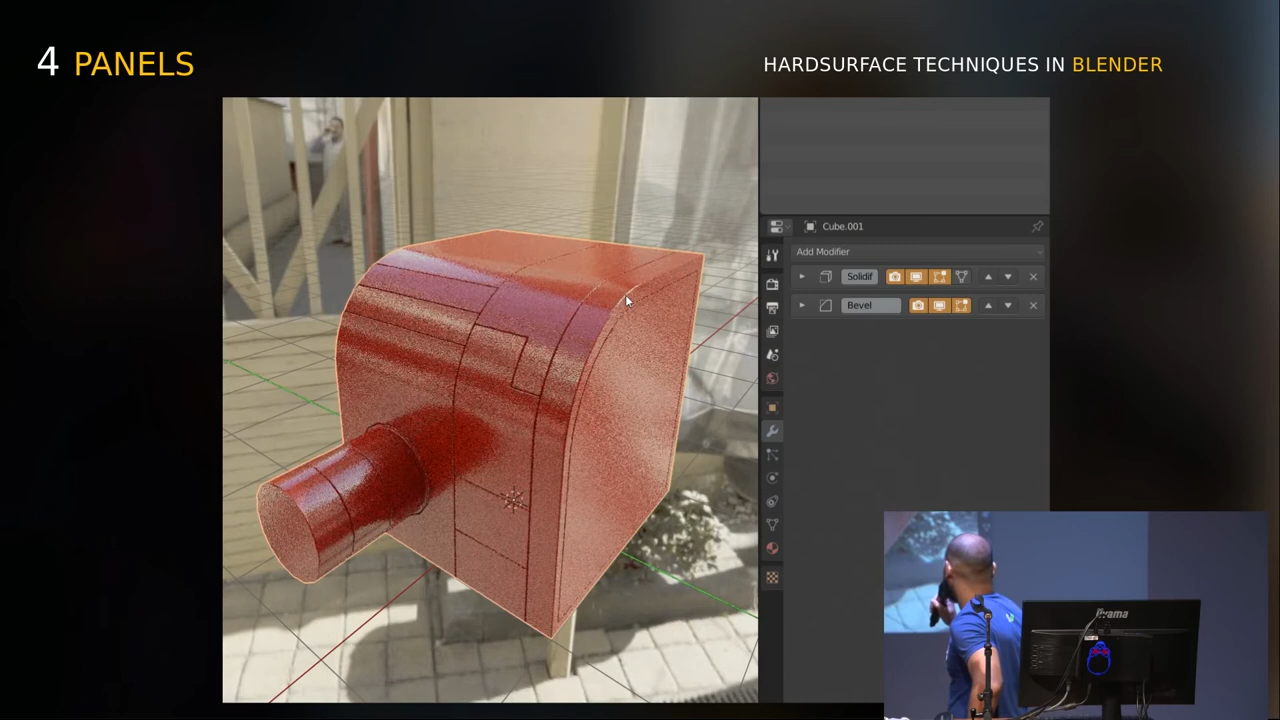 4 PANELS
HARDSURFACE TECHNIQUES IN BLENDER
Cube.001
Add Modifier
Solidif
Bevel
iiyama